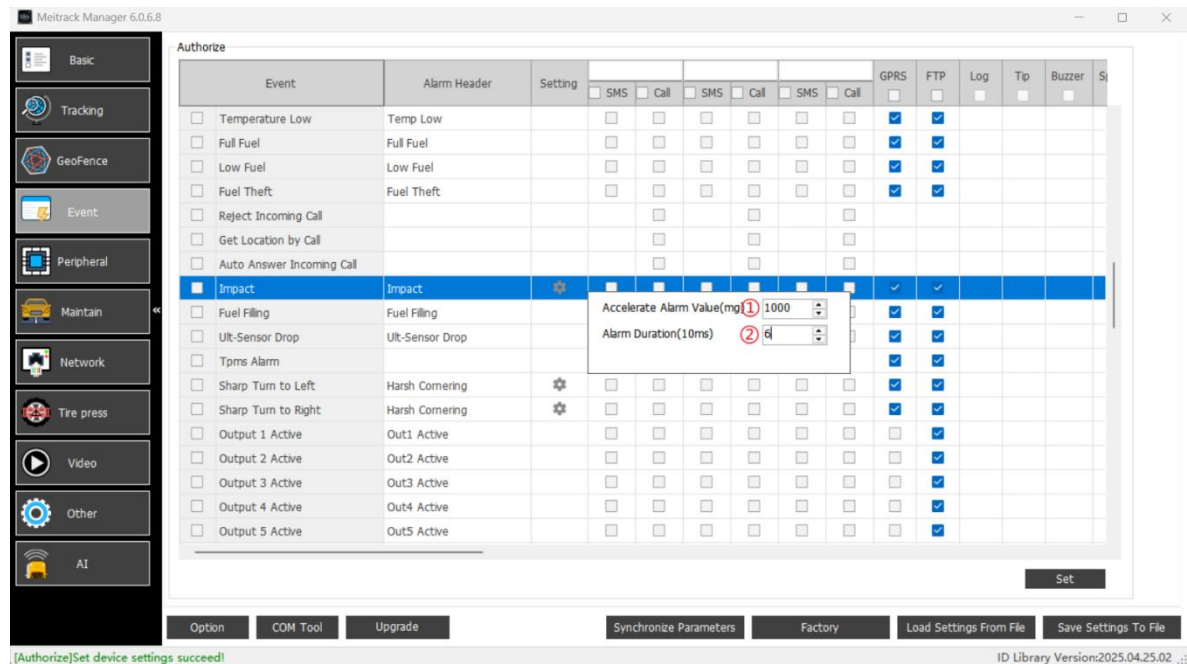 Meitrack Manager 6.0.6.8
Basic
Tracking
GeoFence
Event
Peripheral
Maintain
«
Network
Tire press
Video
Other
AI
Authorize
Event Alarm Header Setting SMS Call SMS Call SMS Call GPRS FTP Log Tip Buzzer
Temperature Low Temp Low
Full Fuel Full Fuel
Low Fuel Low Fuel
Fuel Theft Fuel Theft
Reject Incoming Call
Get Location by Call
Auto Answer Incoming Call
Impact Impact
Accelerate Alarm Value(mg) ① 1000
Alarm Duration(10ms) ② 6
Fuel Filing Fuel Filing
Ult-Sensor Drop Ult-Sensor Drop
Tpms Alarm
Sharp Turn to Left Harsh Cornering
Sharp Turn to Right Harsh Cornering
Output 1 Active Out1 Active
Output 2 Active Out2 Active
Output 3 Active Out3 Active
Output 4 Active Out4 Active
Output 5 Active Out5 Active
Set
Option COM Tool Upgrade Synchronize Parameters Factory Load Settings From File Save Settings To File
[Authorize]Set device settings succeed! ID Library Version:2025.04.25.02